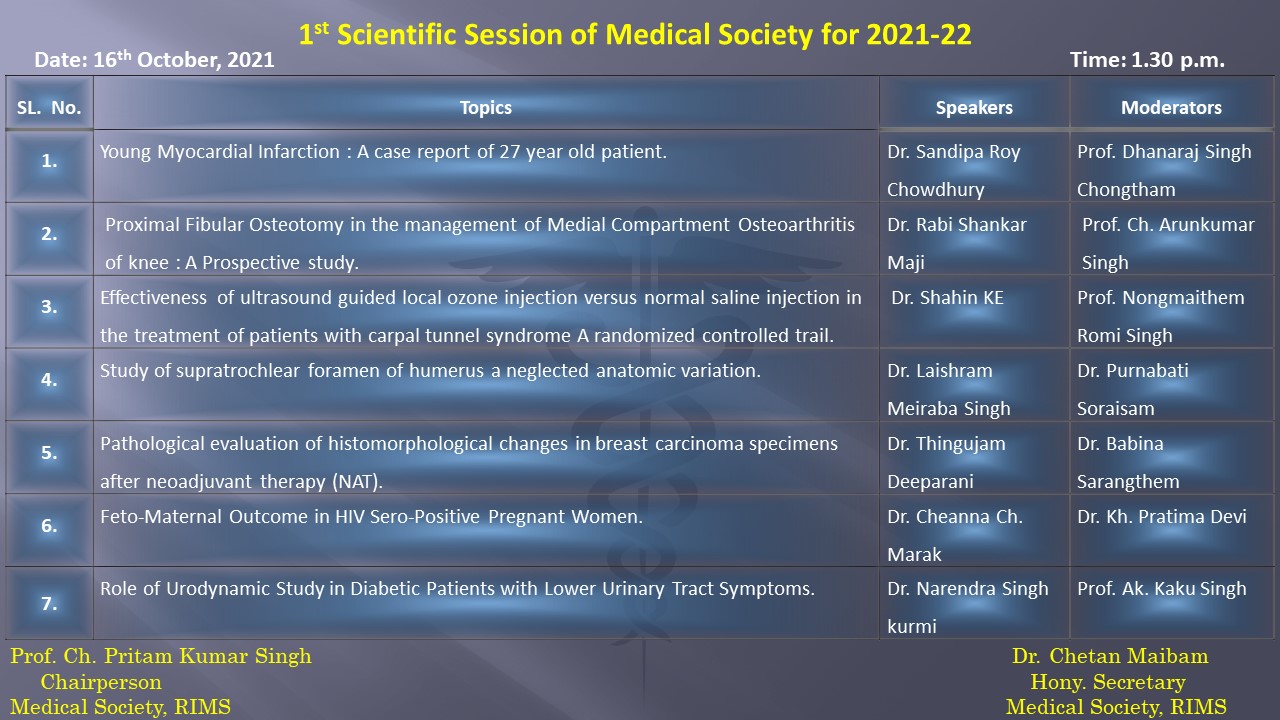 1st Scientific Session of Medical Society for 2021-22
Date: 16th October, 2021
Time: 1.30 p.m.
SL. No.
Topics
Speakers
Moderators
1.
Young Myocardial Infarction : A case report of 27 year old patient.
Dr. Sandipa Roy
Chowdhury
Prof. Dhanaraj Singh
Chongtham
2.
Proximal Fibular Osteotomy in the management of Medial Compartment Osteoarthritis
of knee : A Prospective study.
Dr. Rabi Shankar
Maji
Prof. Ch. Arunkumar
Singh
3.
Effectiveness of ultrasound guided local ozone injection versus normal saline injection in
the treatment of patients with carpal tunnel syndrome A randomized controlled trail.
Dr. Shahin KE
Prof. Nongmaithem
Romi Singh
4.
Study of supratrochlear foramen of humerus a neglected anatomic variation.
Dr. Laishram
Meiraba Singh
Dr. Purnabati
Soraisam
5.
Pathological evaluation of histomorphological changes in breast carcinoma specimens
after neoadjuvant therapy (NAT).
Dr. Thingujam
Deeparani
Dr. Babina
Sarangthem
6.
Feto-Maternal Outcome in HIV Sero-Positive Pregnant Women.
Dr. Cheanna Ch.
Marak
Dr. Kh. Pratima Devi
7.
Role of Urodynamic Study in Diabetic Patients with Lower Urinary Tract Symptoms.
Dr. Narendra Singh
kurmi
Prof. Ak. Kaku Singh
Prof. Ch. Pritam Kumar Singh
Chairperson
Medical Society, RIMS
Dr. Chetan Maibam
Hony. Secretary
Medical Society, RIMS